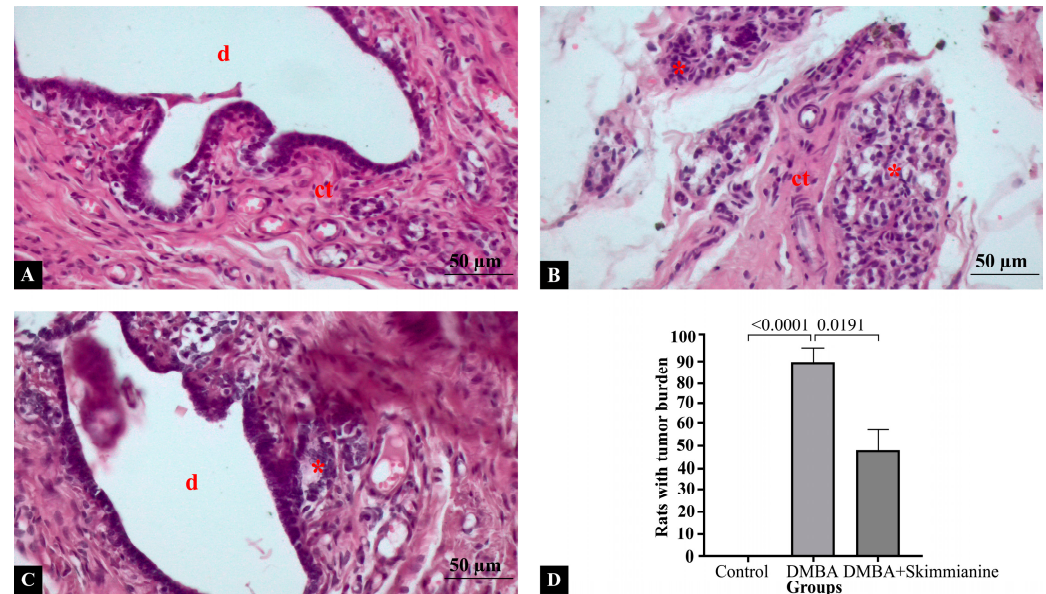 d
ct
50 µm
A
*
ct
*
50 µm
B
d
*
50 µm
C
<0.0001 0.0191
Rats with tumor burden
100
90
80
70
60
50
40
30
20
10
0
Control DMBA DMBA+Skimmianine
Groups
D